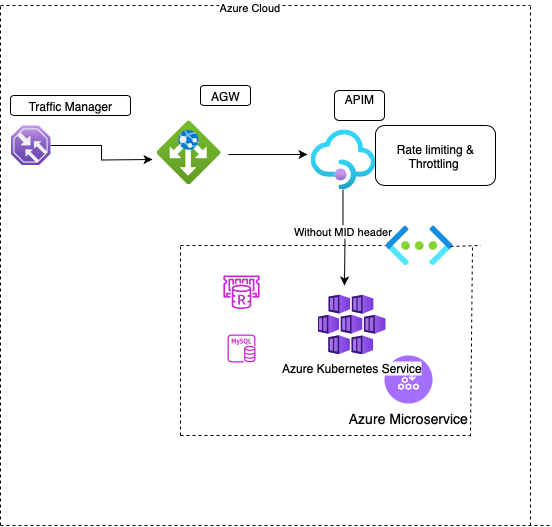 Azure Cloud
Traffic Manager
AGW
APIM
Rate limiting &
Throttling
Without MID header
R
MySQL
Azure Kubernetes Service
Azure Microservice